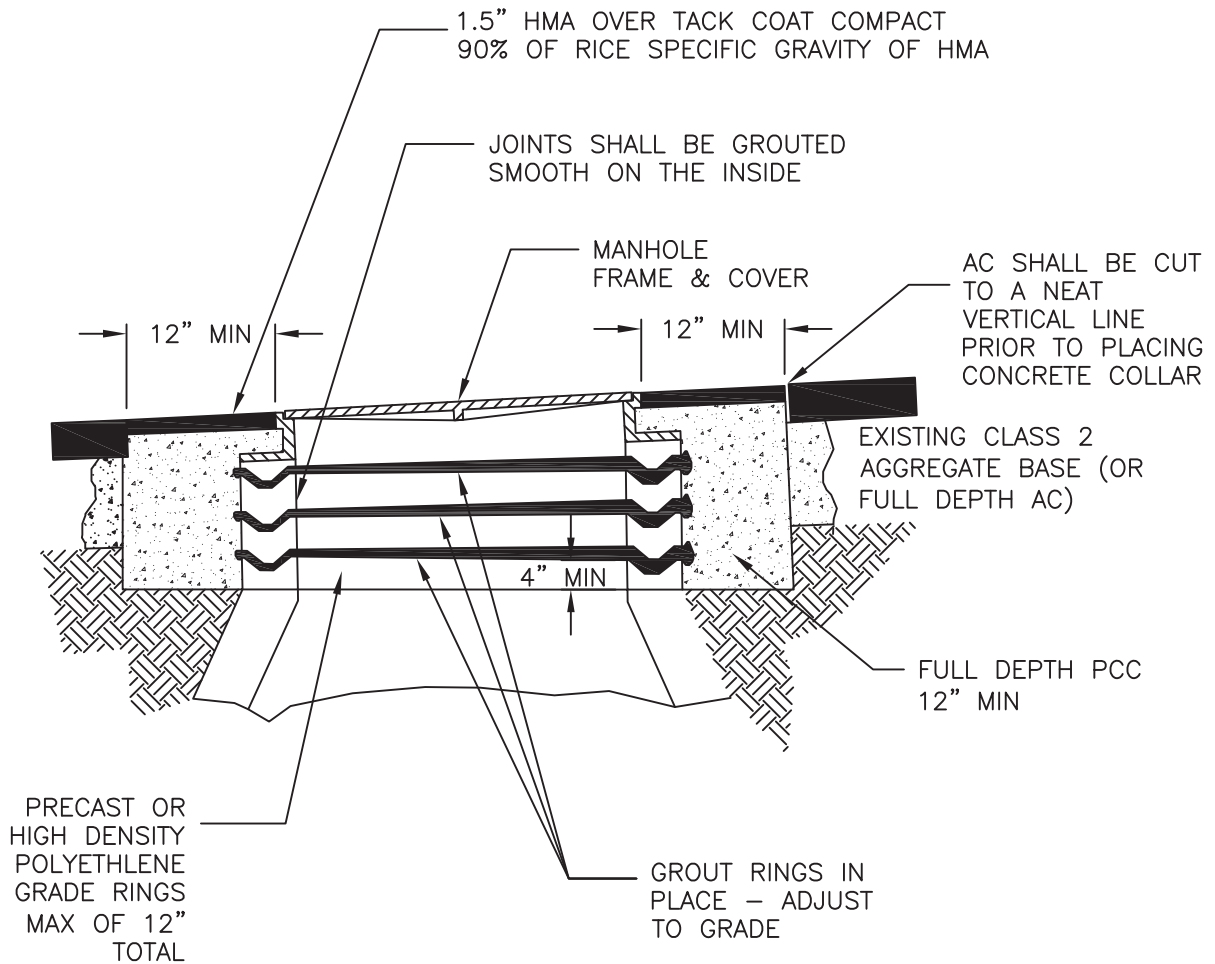 1.5” HMA OVER TACK COAT COMPACT
90% OF RICE SPECIFIC GRAVITY OF HMA
JOINTS SHALL BE GROUTED
SMOOTH ON THE INSIDE
MANHOLE
FRAME & COVER
AC SHALL BE CUT
TO A NEAT
VERTICAL LINE
PRIOR TO PLACING
CONCRETE COLLAR
12” MIN
12” MIN
EXISTING CLASS 2
AGGREGATE BASE (OR
FULL DEPTH AC)
4” MIN
FULL DEPTH PCC
12” MIN
PRECAST OR
HIGH DENSITY
POLYETHLENE
GRADE RINGS
MAX OF 12”
TOTAL
GROUT RINGS IN
PLACE – ADJUST
TO GRADE